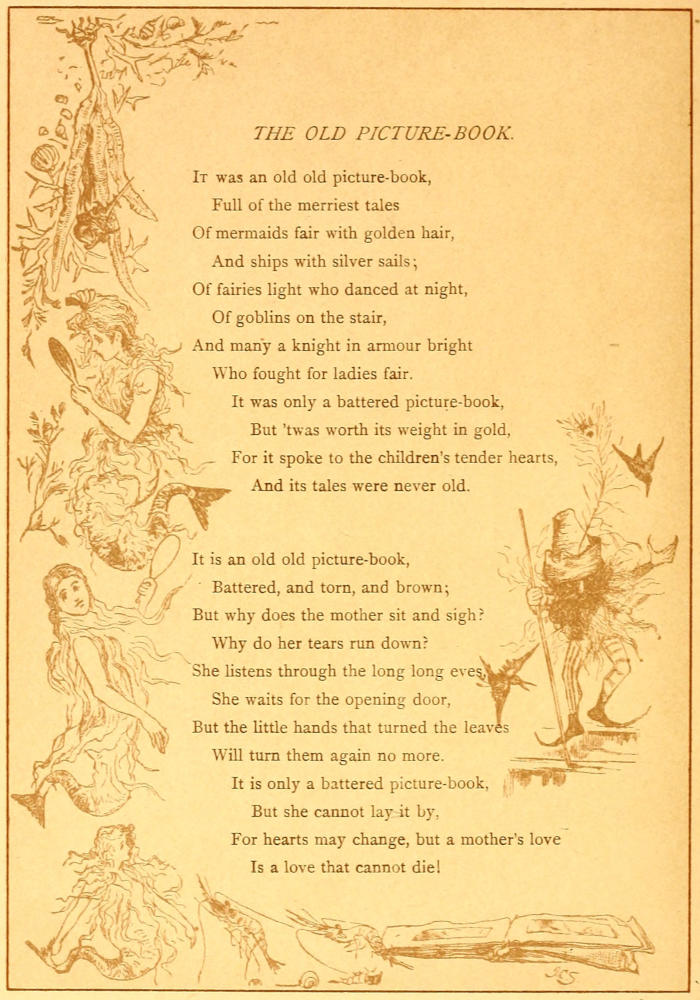 THE OLD PICTURE-BOOK.
IT was an old old picture-book,
Full of the merriest tales
Of mermaids fair with golden hair,
And ships with silver sails;
Of fairies light who danced at night,
Of goblins on the stair,
And many a knight in armour bright
Who fought for ladies fair.
It was only a battered picture-book,
But 'twas worth its weight in gold,
For it spoke to the children's tender hearts,
And its tales were never old.
It is an old old picture-book,
Battered, and torn, and brown;
But why does the mother sit and sigh?
Why do her tears run down?
She listens through the long long eves,
She waits for the opening door,
But the little hands that turned the leaves
Will turn them again no more.
It is only a battered picture-book,
But she cannot lay it by,
For hearts may change, but a mother's love
Is a love that cannot die!